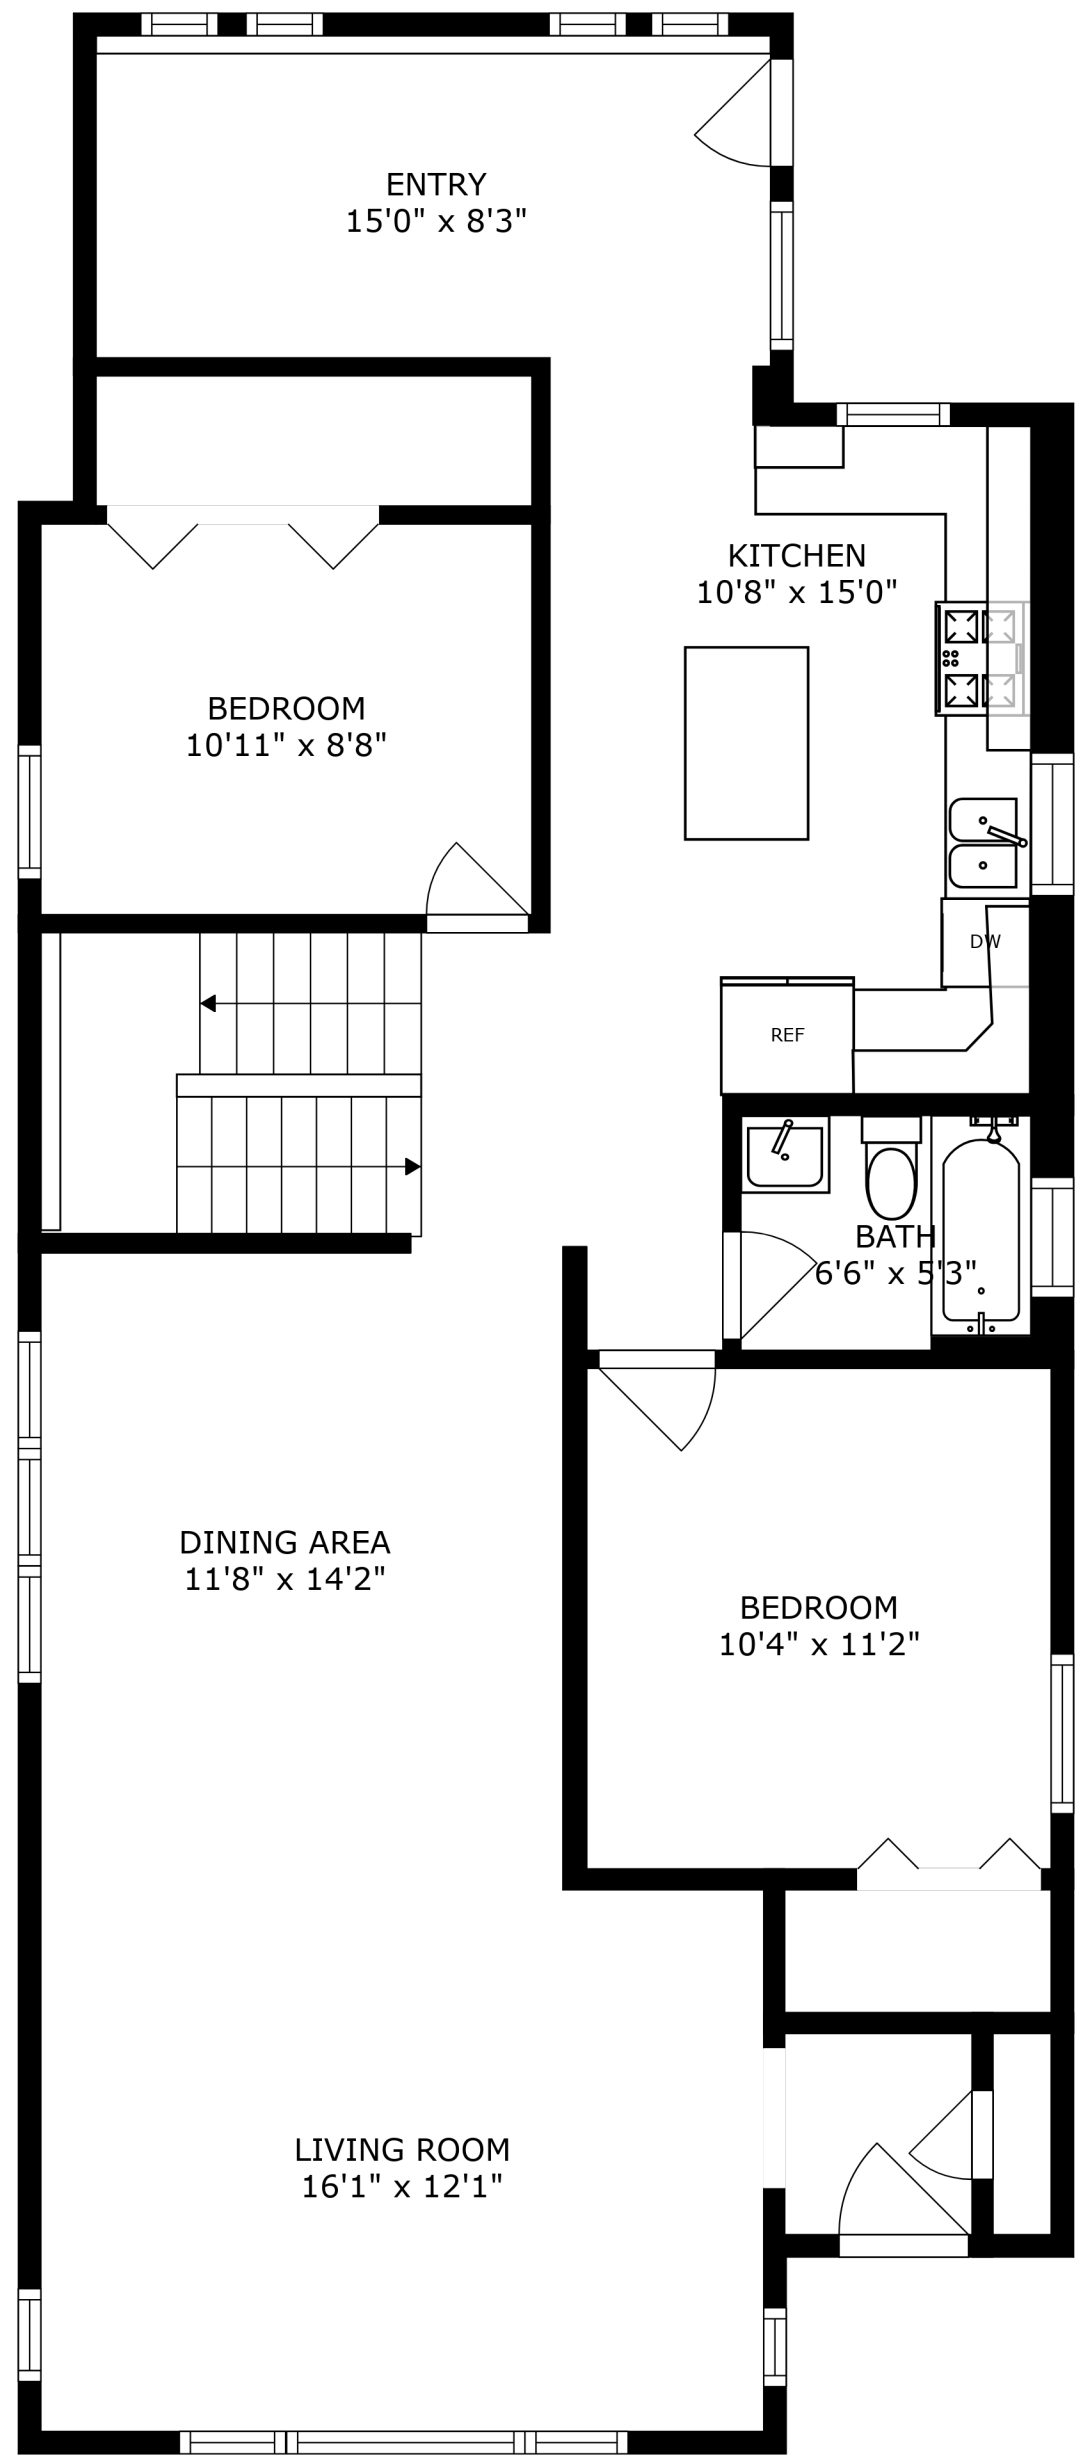 ENTRY
15'0" x 8'3"
KITCHEN
10'8" x 15'0"
BEDROOM
10'11" x 8'8"
DW
REF
BATH
6'6" x 5'3"
DINING AREA
11'8" x 14'2"
BEDROOM
10'4" x 11'2"
LIVING ROOM
16'1" x 12'1"